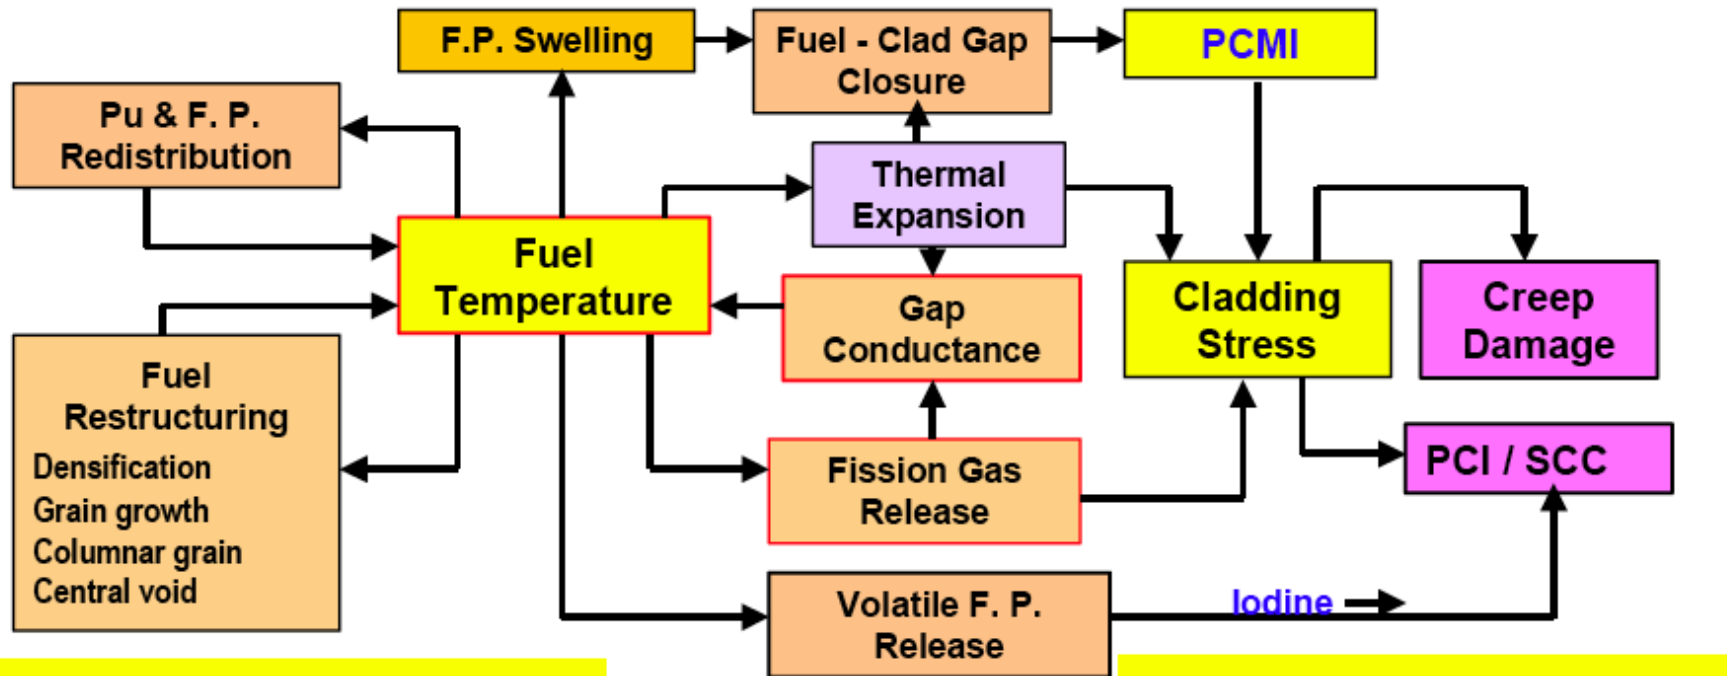 F.P. Swelling
Fuel - Clad Gap
Closure
PCMI
Pu & F. P.
Redistribution
Thermal
Expansion
Fuel
Temperature
Gap
Conductance
Cladding
Stress
Creep
Damage
Fuel
Restructuring
Densification
Grain growth
Columnar grain
Central void
Fission Gas
Release
PCI / SCC
Volatile F. P.
Release
Iodine